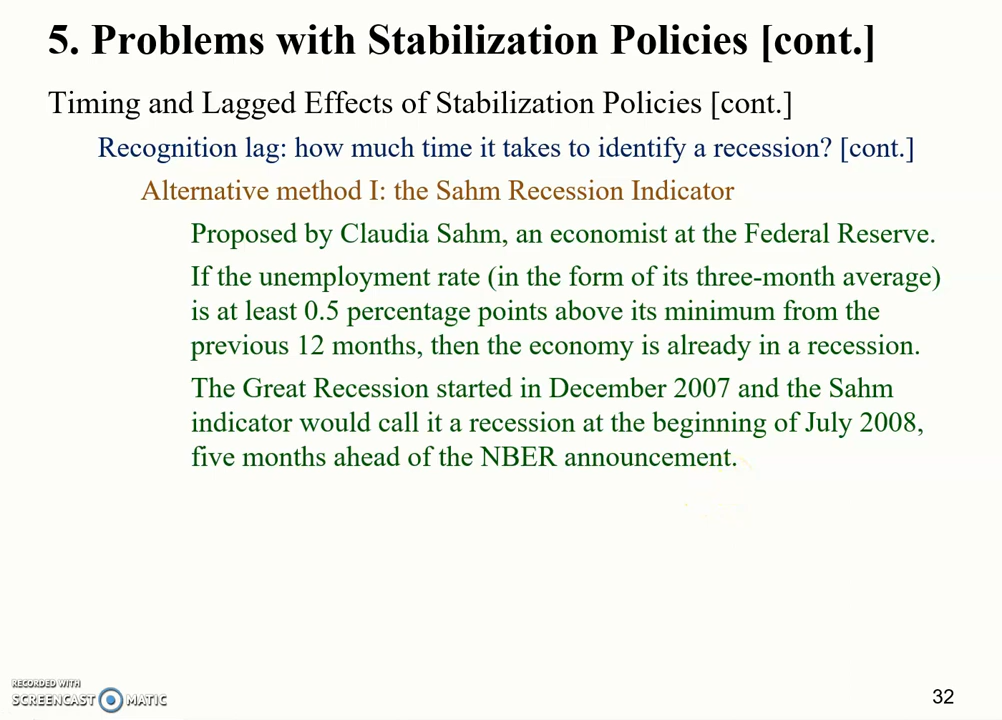 5. Problems with Stabilization Policies [cont.]
Timing and Lagged Effects of Stabilization Policies [cont.]
Recognition lag: how much time it takes to identify a recession? [cont.]
Alternative method I: the Sahm Recession Indicator
Proposed by Claudia Sahm, an economist at the Federal Reserve.
If the unemployment rate (in the form of its three-month average)
is at least 0.5 percentage points above its minimum from the
previous 12 months, then the economy is already in a recession.
The Great Recession started in December 2007 and the Sahm
indicator would call it a recession at the beginning of July 2008,
five months ahead of the NBER announcement.
RECORDED WITH
SCREENCAST MATIC
32